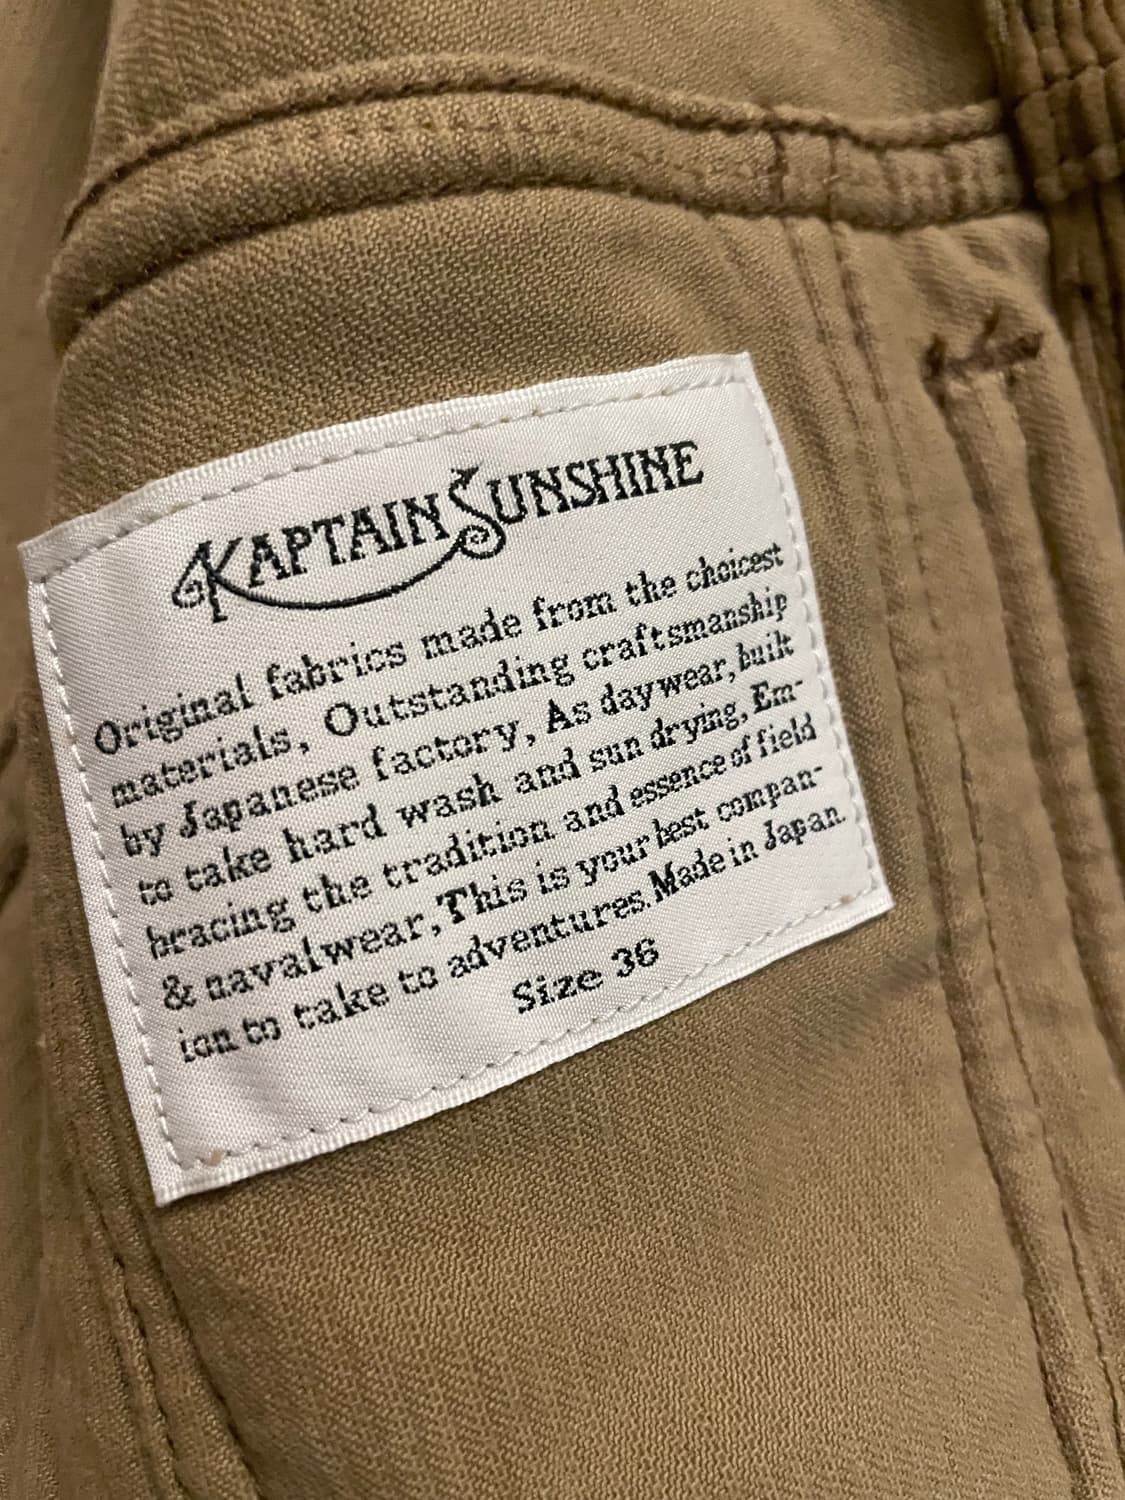 KAPTAIN SUNSHINE
Original fabrics made from the choicest
materials, Outstanding craftsmanship
by Japanese factory, As daywear, built
to take hard wash and sun drying, Em-
bracing the tradition and essence of field
& navalwear, This is your best compan-
ion to take to adventures. Made in Japan.
Size 36